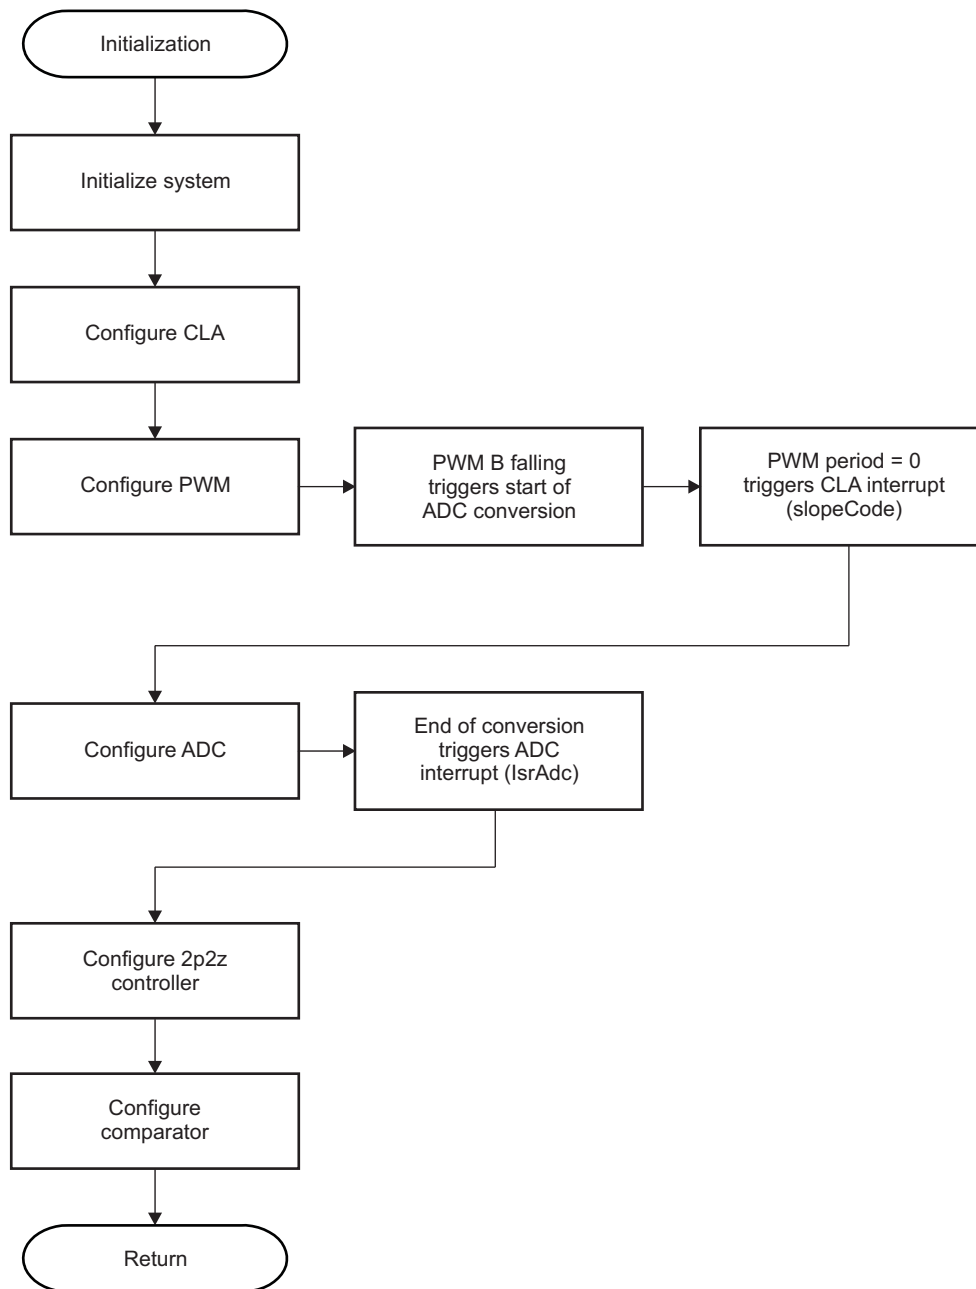 Initialization
Initialize system
Configure CLA
Configure PWM
PWM B falling
triggers start of
ADC conversion
PWM period = 0
triggers CLA interrupt
(slopeCode)
Configure ADC
End of conversion
triggers ADC
interrupt (IsrAdc)
Configure 2p2z
controller
Configure
comparator
Return